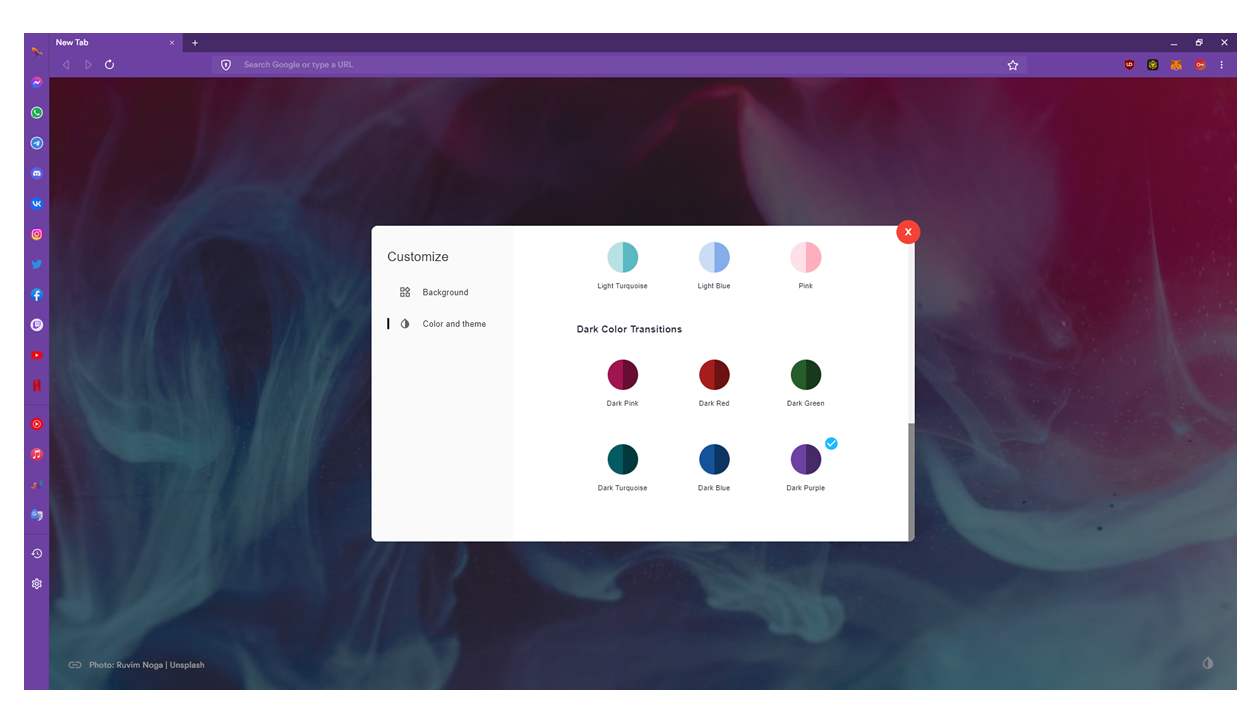 New Tab
Search Google or type a URL
Customize
Background
Color and theme
X
Light Turquoise
Light Blue
Pink
Dark Color Transitions
Dark Pink
Dark Red
Dark Green
Dark Turquoise
Dark Blue
Dark Purple
Photo: Ruvim Noga | Unsplash